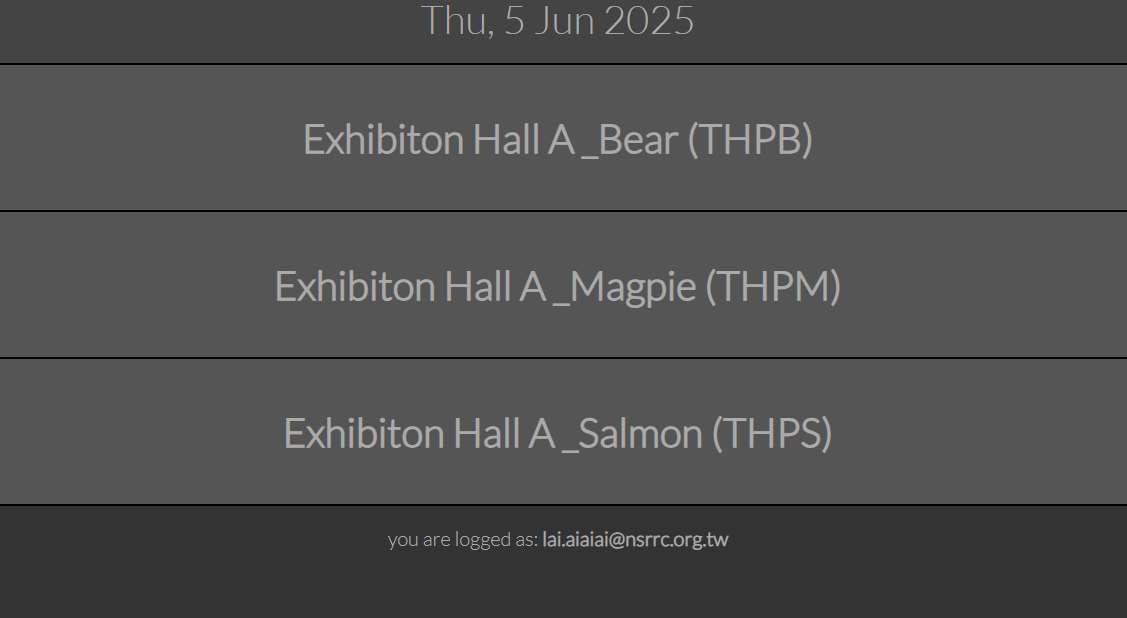 Thu, 5 Jun 2025
Exhibiton Hall A _Bear (THPB)
Exhibiton Hall A _Magpie (THPM)
Exhibiton Hall A _Salmon (THPS)
you are logged as: lai.aiaiai@nsrrc.org.tw